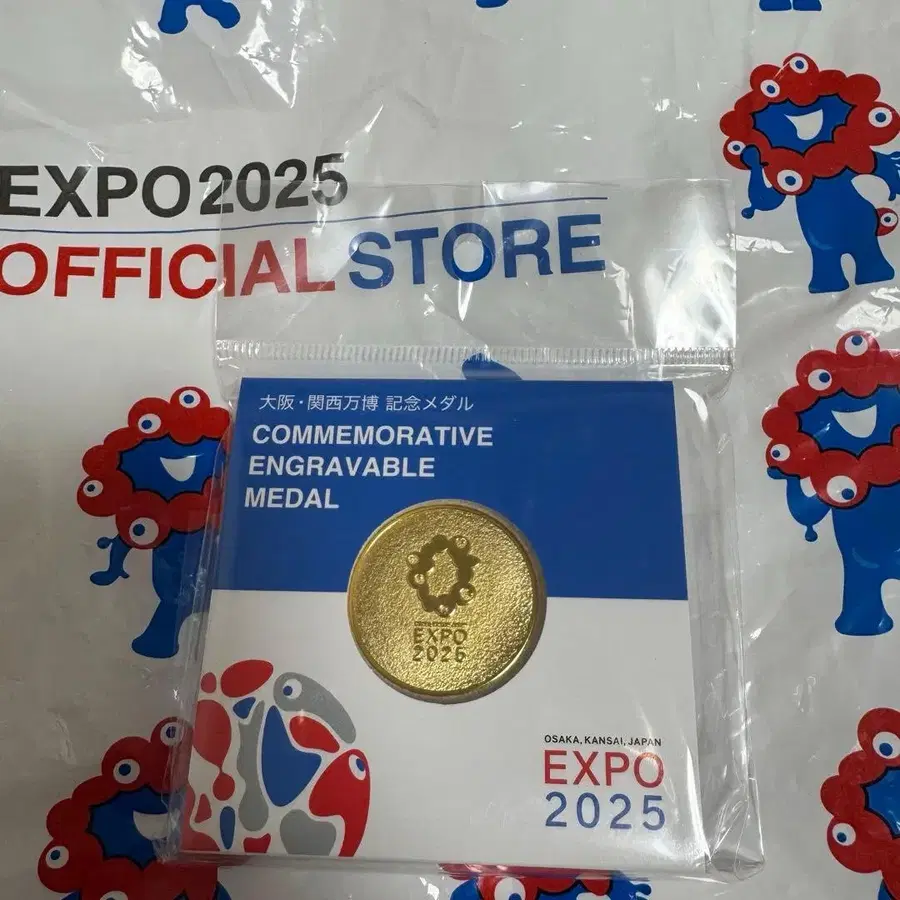 EXPO2025
OFFICIAL STORE
大阪・関西万博 記念メダル
COMMEMORATIVE
ENGRAVABLE
MEDAL
EXPO
2025
OSAKA, KANSAI, JAPAN
EXPO
2025